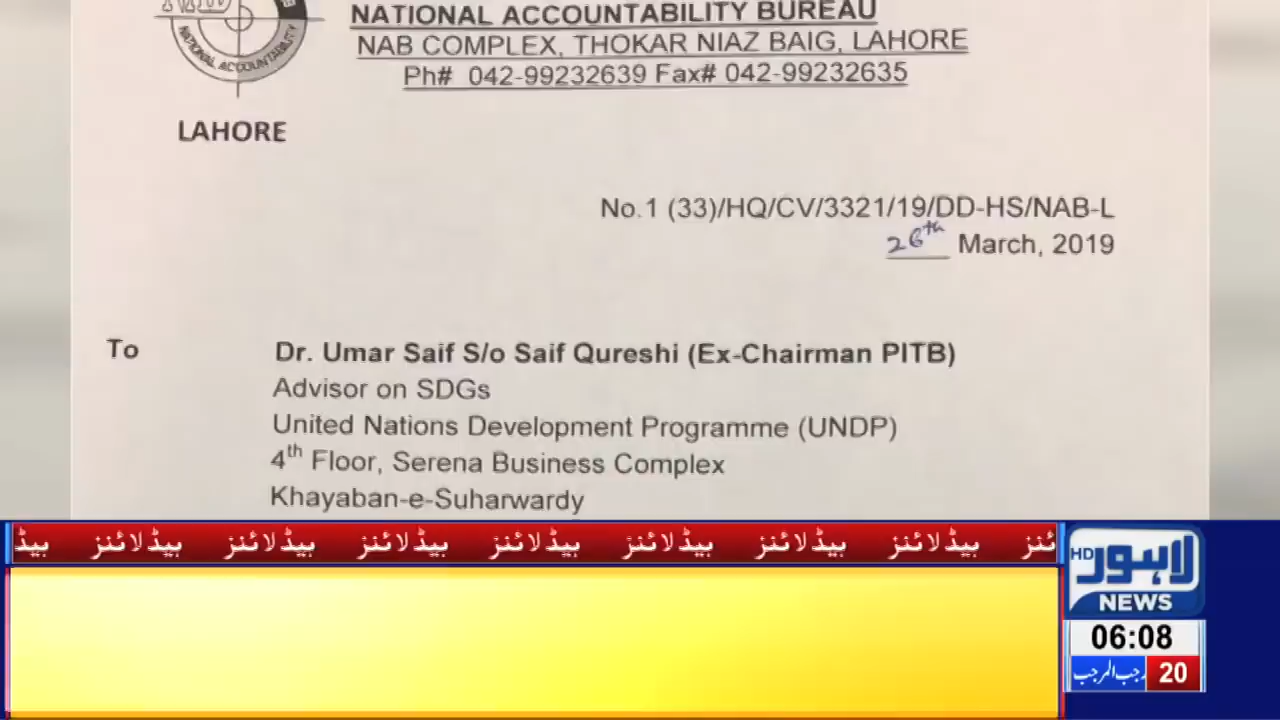 NATIONAL ACCOUNTABILITY BUREAU
NAB COMPLEX, THOKAR NIAZ BAIG, LAHORE
Ph# 042-99232639 Fax# 042-99232635
NATIONAL ACCOUNTABILITY
LAHORE
No.1 (33)/HQ/CV/3321/19/DD-HS/NAB-L
26th March, 2019
To
Dr. Umar Saif S/o Saif Qureshi (Ex-Chairman PITB)
Advisor on SDGs
United Nations Development Programme (UNDP)
4th Floor, Serena Business Complex
Khayaban-e-Suharwardy
ہیڈلائنز ہیڈلائنز ہیڈلائنز ہیڈلائنز ہیڈلائنز ہیڈلائنز ہیڈلائنز
لاہور HD
NEWS
06:08
20 رجب المرجب